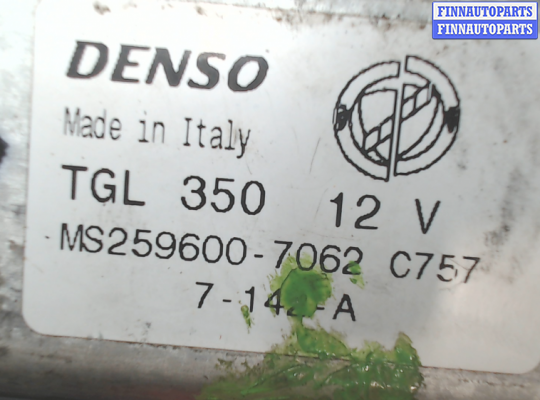 FINNAUTOPARTS
FINNAUTOPARTS
DENSO
Made in Italy
TGL 350 12 V
MS259600-7062 C757